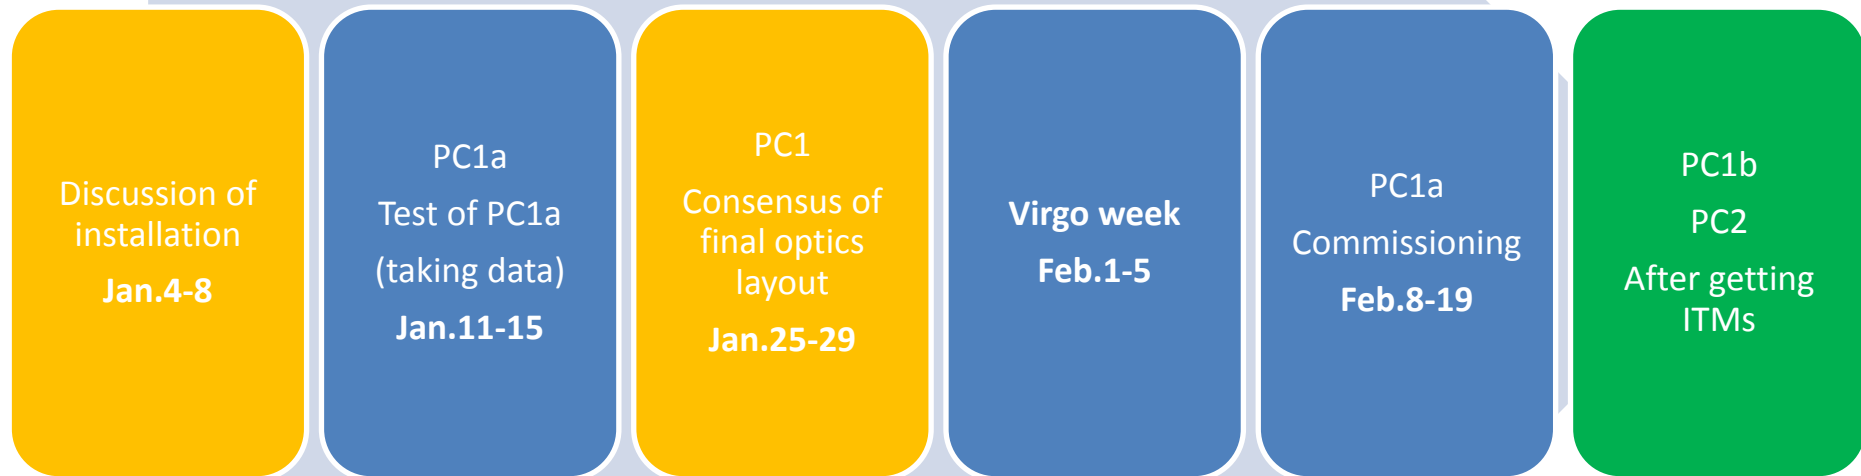 Discussion of
installation
Jan.4-8
PC1a
Test of PC1a
(taking data)
Jan.11-15
PC1
Consensus of
final optics
layout
Jan.25-29
Virgo week
Feb.1-5
PC1a
Commissioning
Feb.8-19
PC1b
PC2
After getting
ITMs